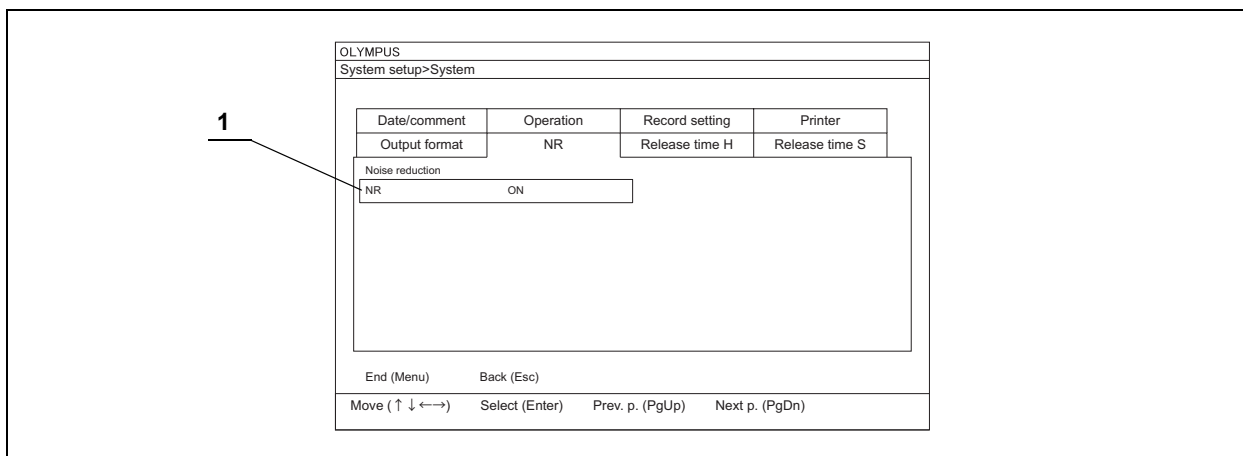 OLYMPUS
System setup>System
1
Date/comment Operation Record setting Printer
Output format NR Release time H Release time S
Noise reduction
NR ON
End (Menu) Back (Esc)
Move (↑↓←→) Select (Enter) Prev. p. (PgUp) Next p. (PgDn)